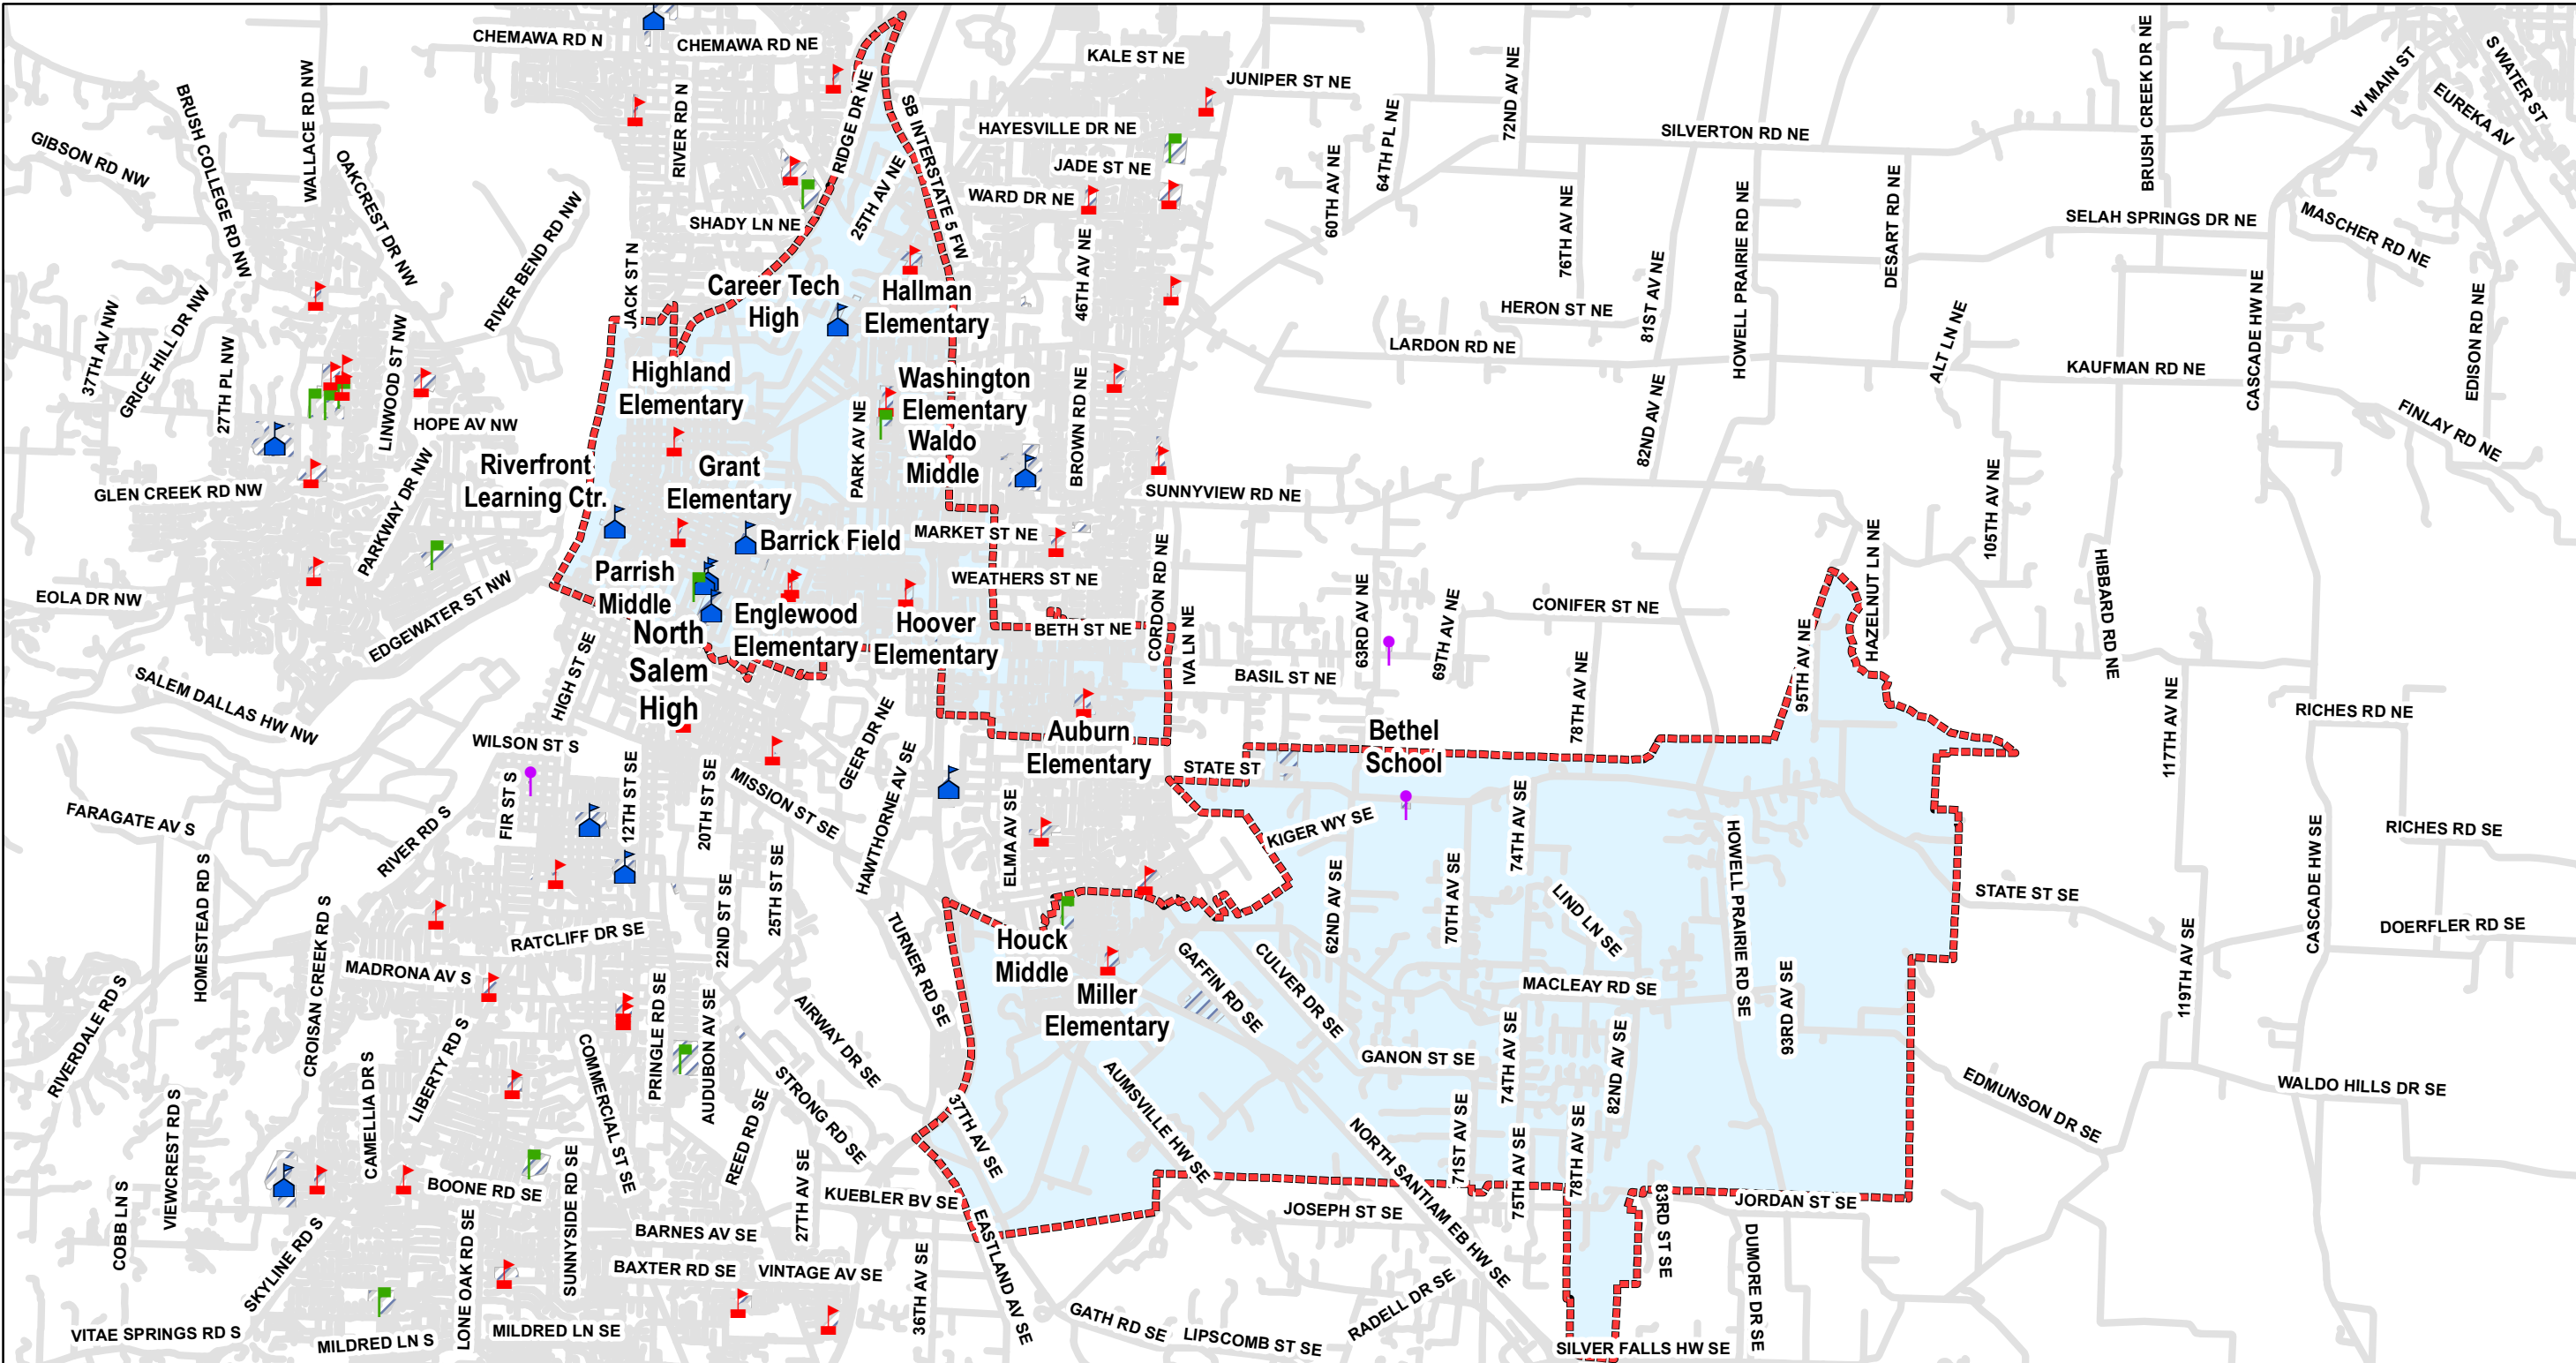 CHEMAWA RD N
CHEMAWA RD NE
KALE ST NE
JUNIPER ST NE
72ND AV NE
BRUSH CREEK DR NE
W MAIN ST
S WATER ST
EUREKA AV
GIBSON RD NW
BRUSH COLLEGE RD NW
WALLACE RD NW
OAKCREST DR NW
RIVER BEND RD NW
RIVER RD N
RIDGE DR NE
25TH AV NE
SB INTERSTATE 5 FW
HAYESVILLE DR NE
JADE ST NE
WARD DR NE
46TH AV NE
60TH AV NE
64TH PL NE
76TH AV NE
SILVERTON RD NE
HOWELL PRAIRIE RD NE
DESART RD NE
SELAH SPRINGS DR NE
MASCHER RD NE
SHADY LN NE
JACK ST N
37TH AV NW
GRICE HILL DR NW
27TH PL NW
LINWOOD ST NW
HOPE AV NW
PARKWAY DR NW
GLEN CREEK RD NW
Career Tech
High
Hallman
Elementary
Highland
Elementary
Washington
Elementary
Waldo
Middle
PARK AV NE
BROWN RD NE
HERON ST NE
LARDON RD NE
81ST AV NE
82ND AV NE
ALT LN NE
KAUFMAN RD NE
CASCADE HW NE
EDISON RD NE
FINLAY RD NE
Riverfront
Learning Ctr.
Grant
Elementary
Barrick Field
SUNNYVIEW RD NE
MARKET ST NE
WEATHERS ST NE
BETH ST NE
CORDON RD NE
IVA LN NE
105TH AV NE
HIBBARD RD NE
HAZELNUT LN NE
EOLA DR NW
EDGEWATER ST NW
SALEM DALLAS HW NW
Parrish
Middle
North
Salem
High
Englewood
Elementary
Hoover
Elementary
63RD AV NE
69TH AV NE
CONIFER ST NE
BASIL ST NE
78TH AV NE
95TH AV NE
117TH AV NE
RICHES RD NE
HIGH ST SE
WILSON ST S
FIR ST S
12TH ST SE
20TH ST SE
MISSION ST SE
GEER DR NE
HAWTHORNE AV SE
Auburn
Elementary
Bethel
School
STATE ST
KIGER WY SE
ELMA AV SE
74TH AV SE
FARAGATE AV S
RIVER RD S
HOMESTEAD RD S
CROISAN CREEK RD S
RIVERDALE RD S
RATCLIFF DR SE
MADRONA AV S
22ND ST SE
25TH ST SE
TURNER RD SE
Houck
Middle
Miller
Elementary
GAFFIN RD SE
CULVER DR SE
62ND AV SE
70TH AV SE
LIND LN SE
HOWELL PRAIRIE RD SE
STATE ST SE
CASCADE HW SE
RICHES RD SE
DOERFLER RD SE
MACLEAY RD SE
93RD AV SE
119TH AV SE
EDMUNSON DR SE
WALDO HILLS DR SE
VIEWCREST RD S
COBB LN S
CAMELLIA DR S
LIBERTY RD S
COMMERCIAL ST SE
PRINGLE RD SE
AUDUBON AV SE
AIRWAY DR SE
STRONG RD SE
REED RD SE
27TH AV SE
37TH AV SE
AUMSVILLE HW SE
GANON ST SE
74TH AV SE
82ND AV SE
71ST AV SE
75TH AV SE
78TH AV SE
NORTH SANTIAM EB HW SE
BOONE RD SE
SUNNYSIDE RD SE
BARNES AV SE
BAXTER RD SE
VINTAGE AV SE
KUEBLER BV SE
36TH AV SE
EASTLAND AV SE
JOSEPH ST SE
JORDAN ST SE
83RD ST SE
DUMORE DR SE
SKYLINE RD S
LONE OAK RD SE
VITAE SPRINGS RD S
MILDRED LN S
MILDRED LN SE
GATH RD SE
LIPSCOMB ST SE
RADELL DR SE
SILVER FALLS HW SE